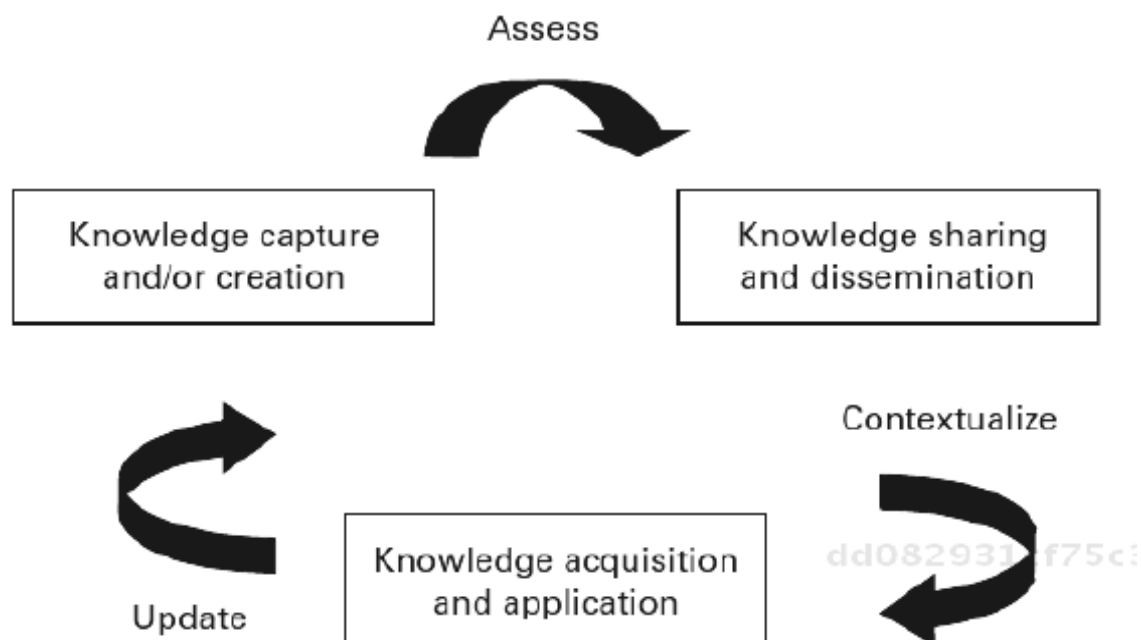 Assess
Knowledge capture
and/or creation
Knowledge sharing
and dissemination
Contextualize
Knowledge acquisition
and application
Update